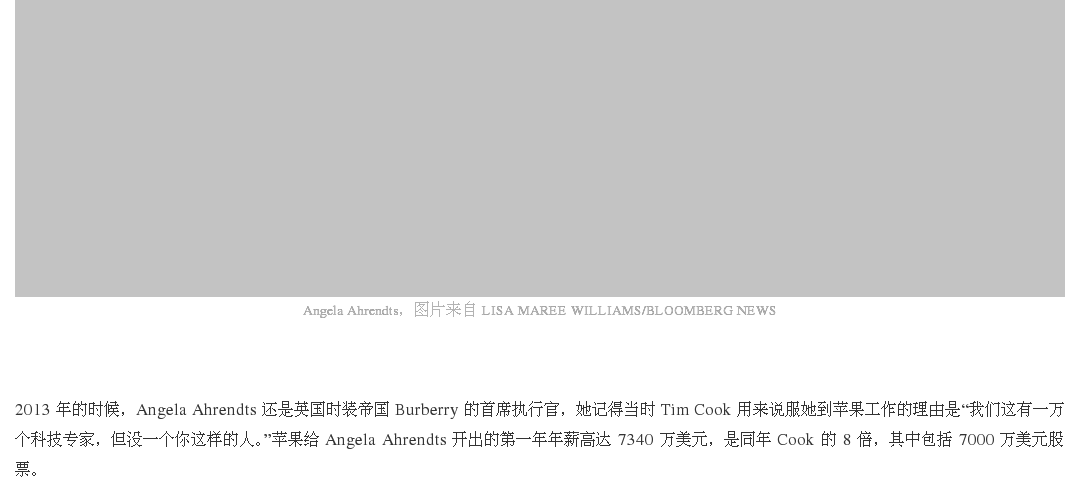 Angela Ahrendts，图片来自 LISA MAREE WILLIAMS/BLOOMBERG NEWS
2013 年的时候，Angela Ahrendts 还是英国时装帝国 Burberry 的首席执行官，她记得当时 Tim Cook 用来说服她到苹果工作的理由是“我们这有一万
个科技专家，但没一个你这样的人。”苹果给 Angela Ahrendts 开出的第一年年薪高达 7340 万美元，是同年 Cook 的 8 倍，其中包括 7000 万美元股
票。